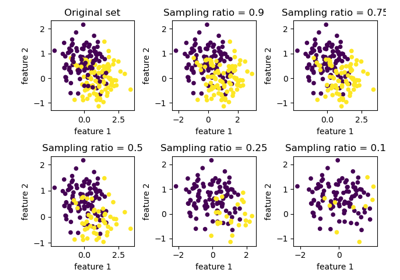 Original set
Sampling ratio = 0.9
Sampling ratio = 0.75
feature 2
2
1
0
−1
0.0
2.5
feature 1
feature 2
2
1
0
−1
−2
0
2
feature 1
feature 2
2
1
0
−1
0.0
2.5
feature 1
Sampling ratio = 0.5
Sampling ratio = 0.25
Sampling ratio = 0.1
feature 2
2
1
0
−1
0.0
2.5
feature 1
feature 2
2
1
0
−1
−2
0
2
feature 1
feature 2
2
1
0
−1
−2
0
feature 1